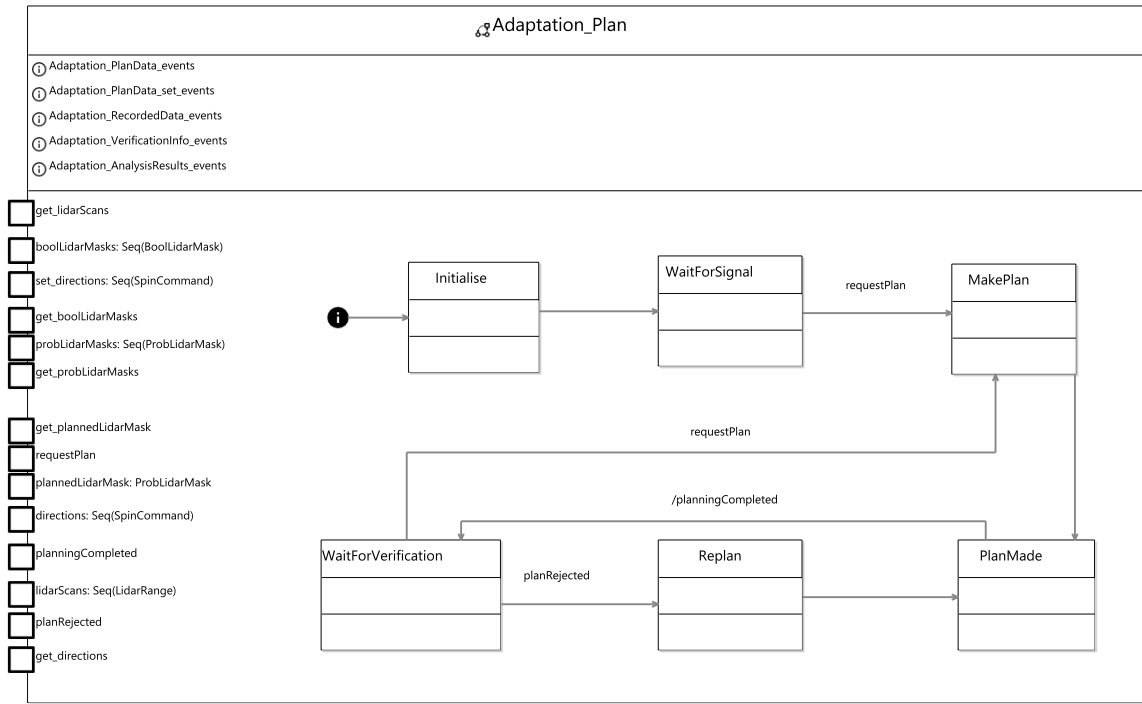 Adaptation_Plan
Adaptation_PlanData_events
Adaptation_PlanData_set_events
Adaptation_RecordedData_events
Adaptation_VerificationInfo_events
Adaptation_AnalysisResults_events
get_lidarScans
boolLidarMasks: Seq(BoolLidarMask)
set_directions: Seq(SpinCommand)
get_boolLidarMasks
probLidarMasks: Seq(ProbLidarMask)
get_probLidarMasks
get_plannedLidarMask
requestPlan
plannedLidarMask: ProbLidarMask
directions: Seq(SpinCommand)
planningCompleted
lidarScans: Seq(LidarRange)
planRejected
get_directions
Initialise
WaitForSignal
requestPlan
MakePlan
requestPlan
/planningCompleted
WaitForVerification
planRejected
Replan
PlanMade